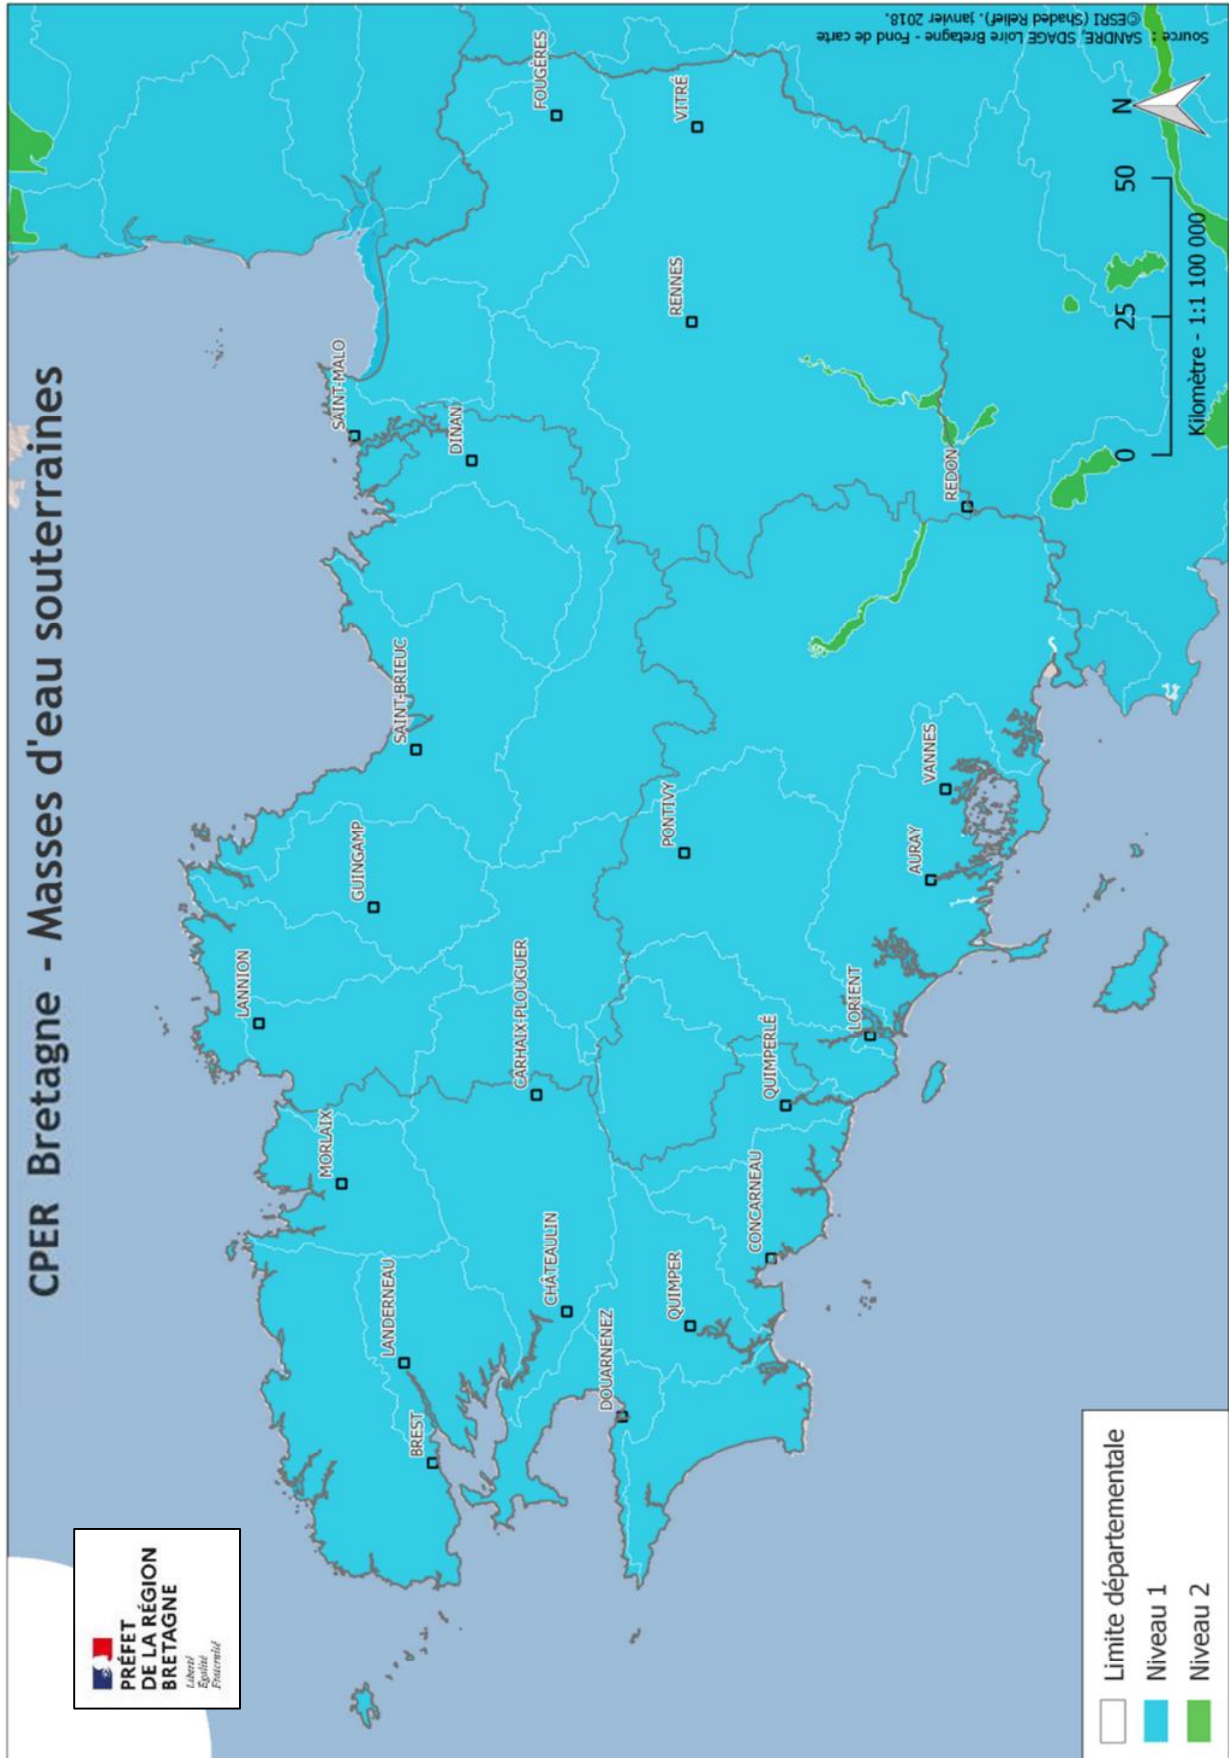 CPER Bretagne - Masses d'eau souterraines
PRÉFET
DE LA RÉGION
BRETAGNE
Liberté
Égalité
Fraternité
LANNION
MORLAIX
GUINGAMP
SAINT-MALO
SAINT-BRIEUC
DINAN
LANDERNEAU
BREST
FOUGÈRES
CARHAIX-PLOUGUER
CHÂTEAULIN
DOUARNENEZ
PONTIVY
RENNES
VITRÉ
QUIMPER
QUIMPERLÉ
CONCARNEAU
LORIENT
AURAY
VANNES
REDON
Limite départementale
Niveau 1
Niveau 2
0 25 50
Kilomètre - 1:1 100 000
N
Source : SANDRE, SDAGE Loire Bretagne - Fond de carte
©ESRI (Shaded Relief). janvier 2018.